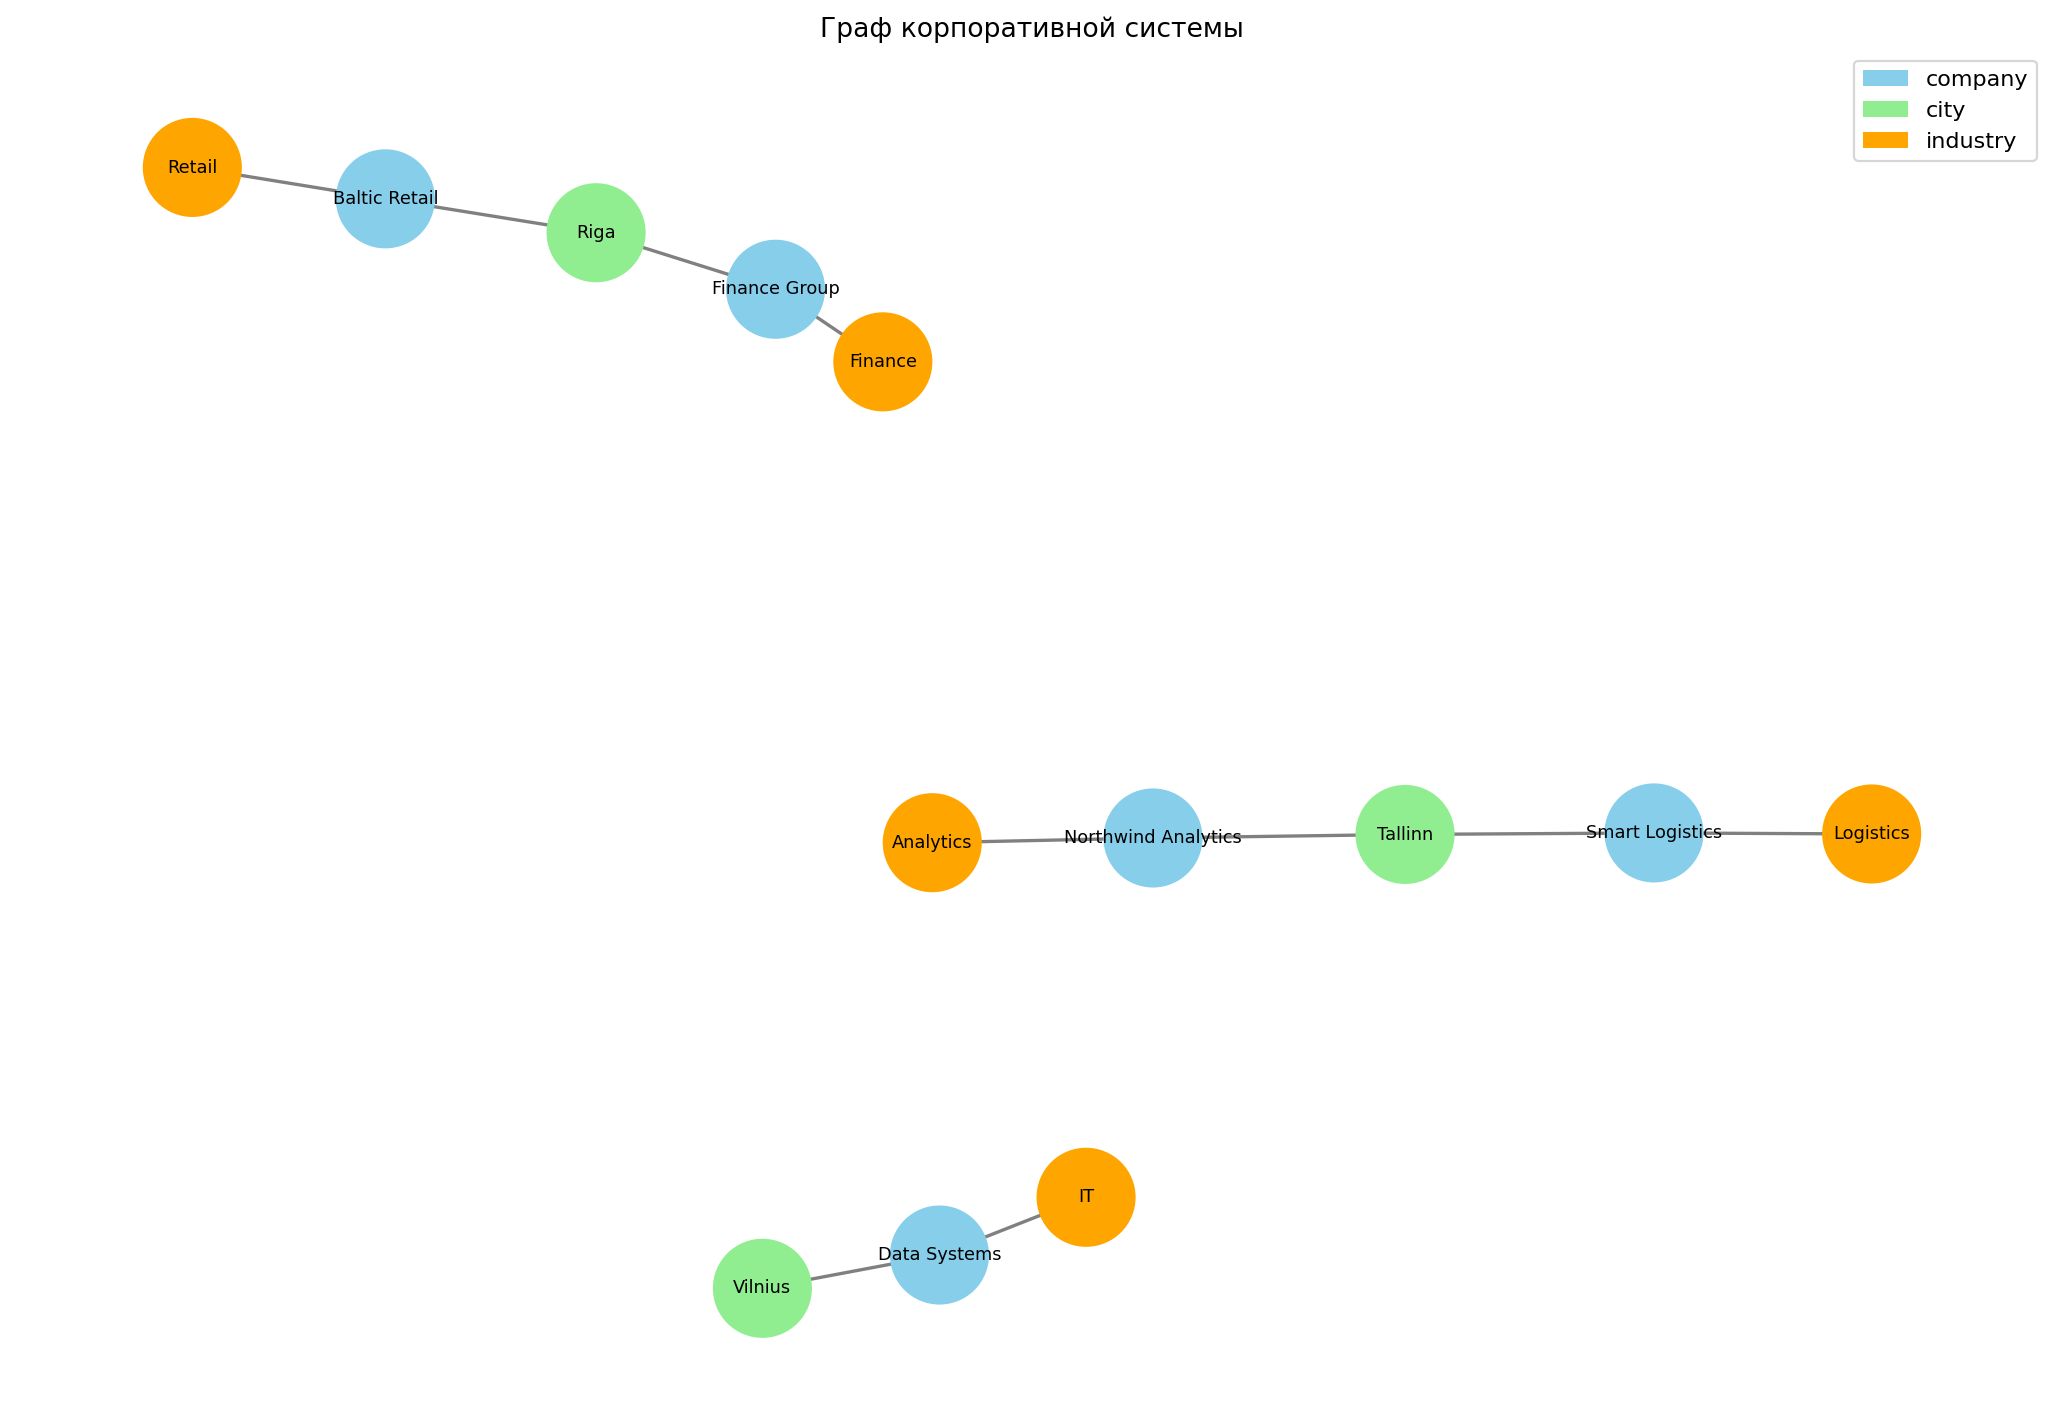 Граф корпоративной системы
company
city
industry
Retail
Baltic Retail
Riga
Finance Group
Finance
Analytics
Northwind Analytics
Tallinn
Smart Logistics
Logistics
IT
Data Systems
Vilnius